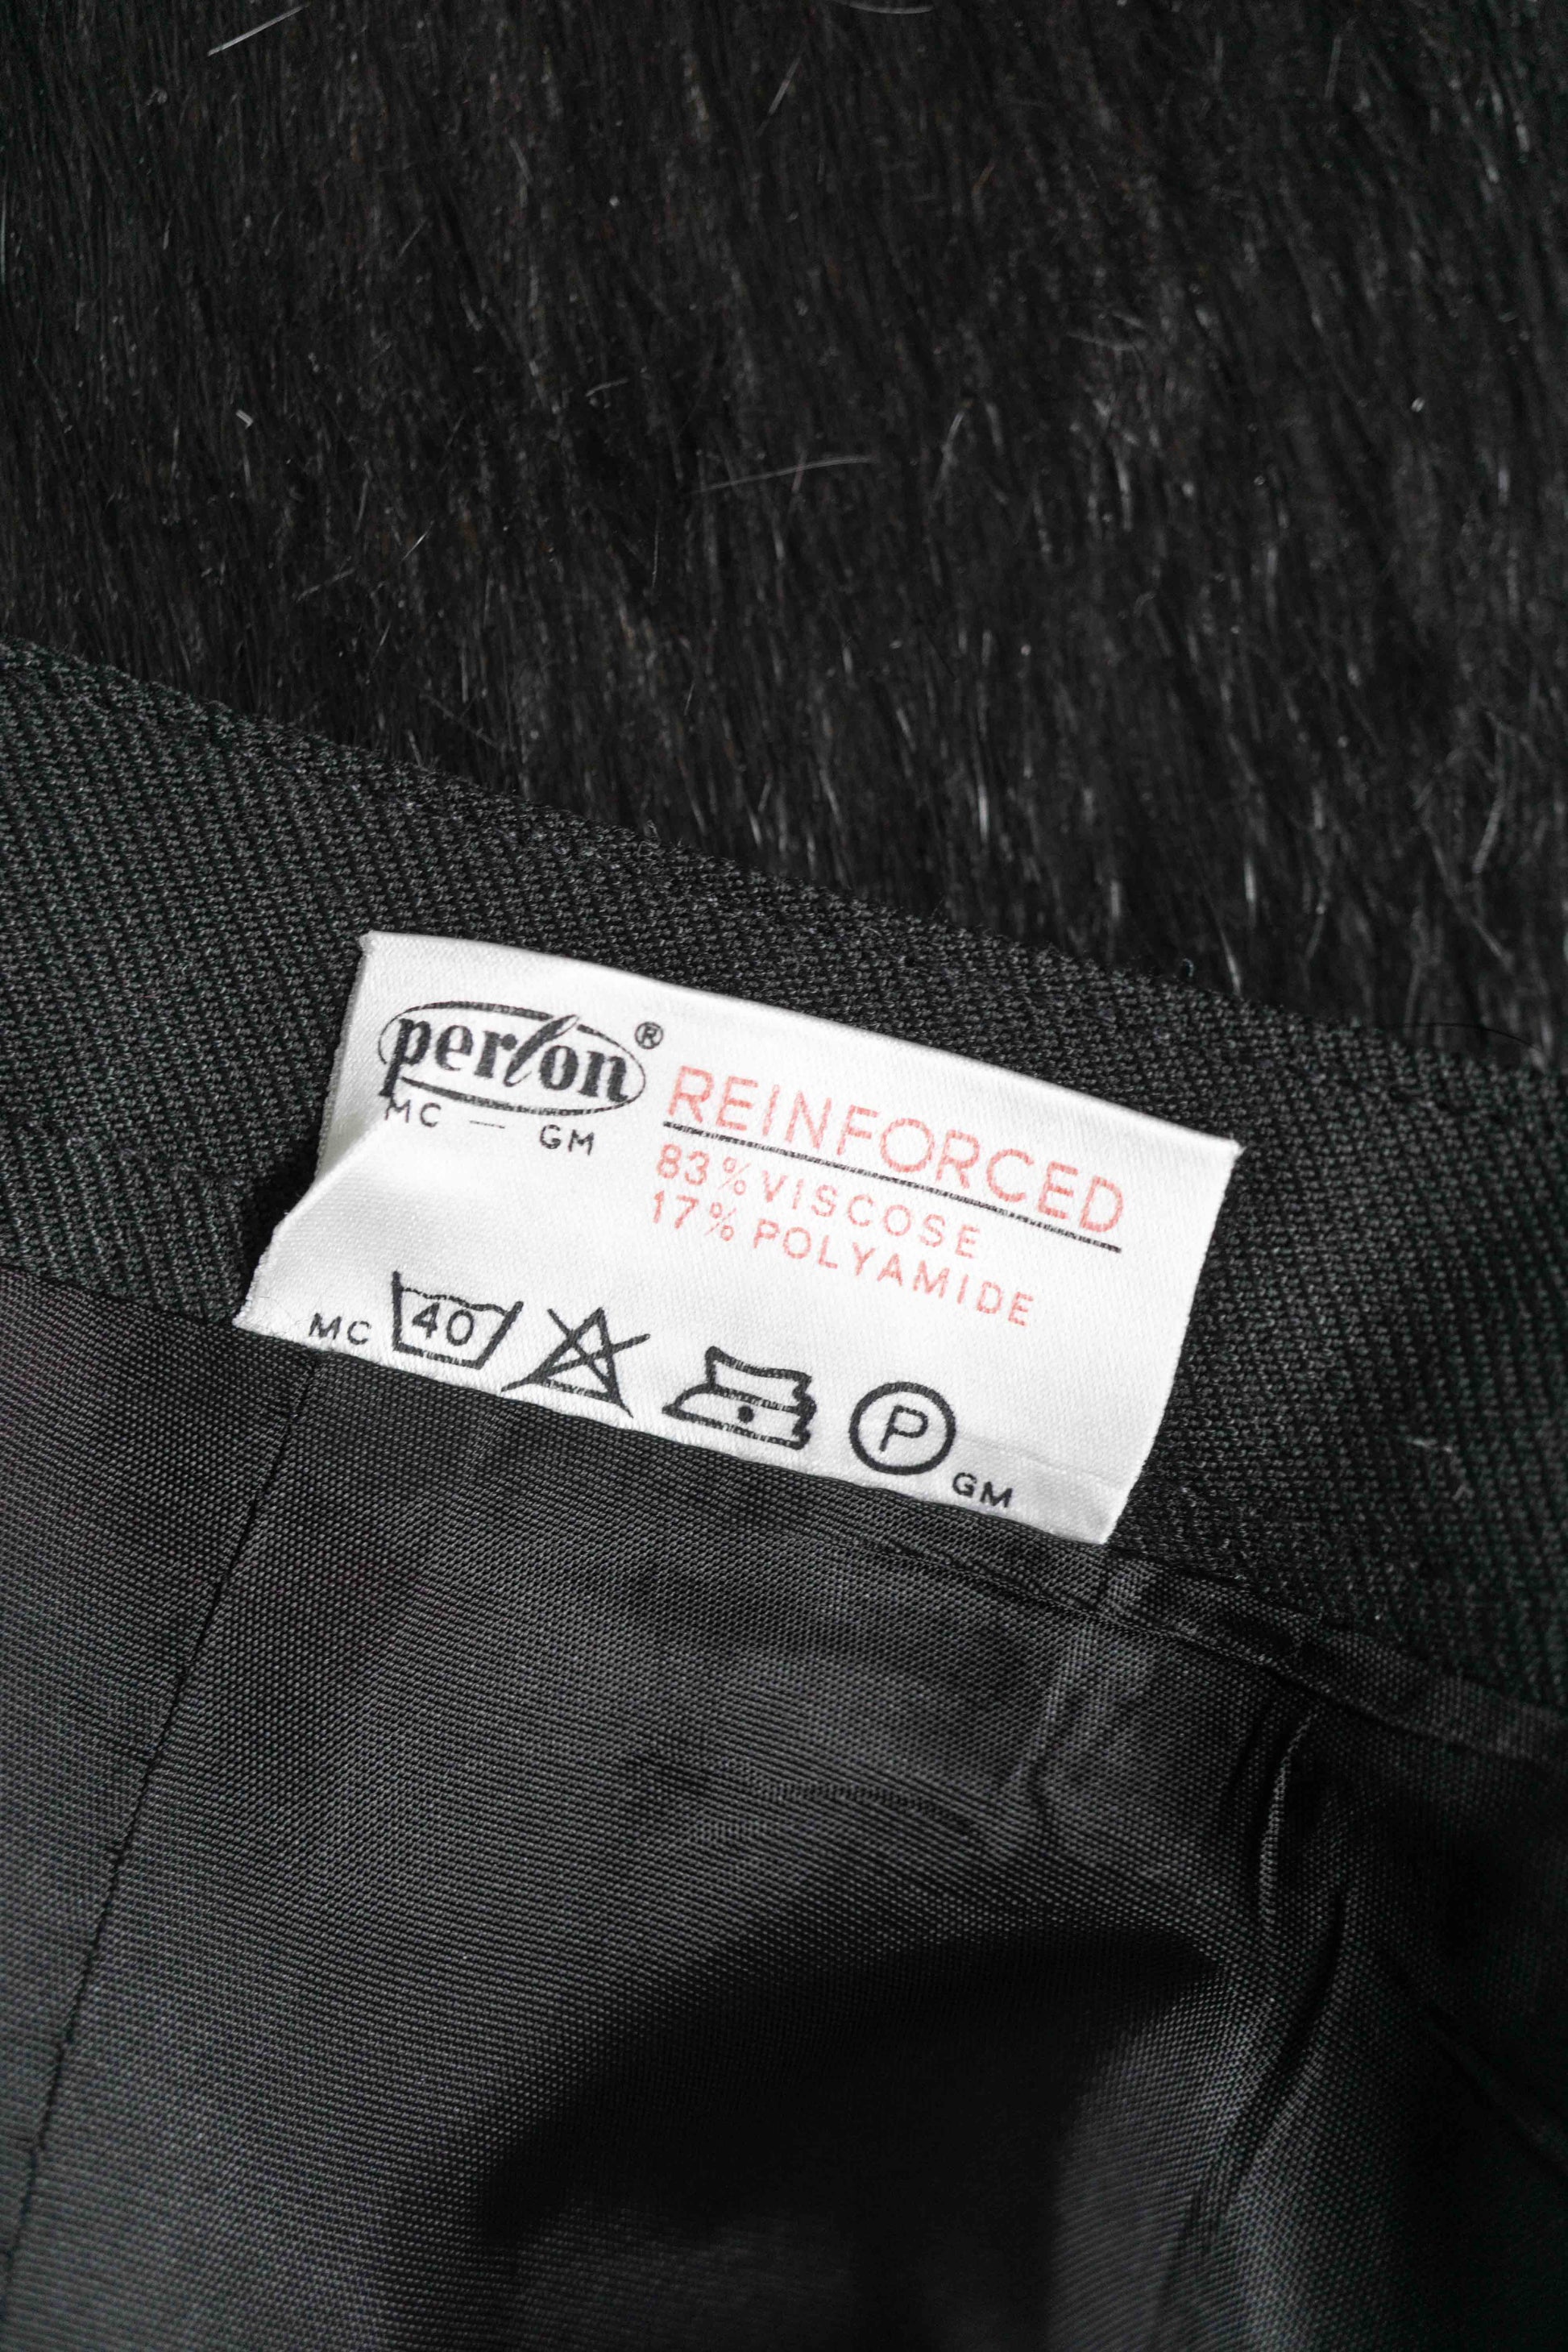 perlon®
MC — GM
REINFORCED
83% VISCOSE
17% POLYAMIDE
MC 40 P GM